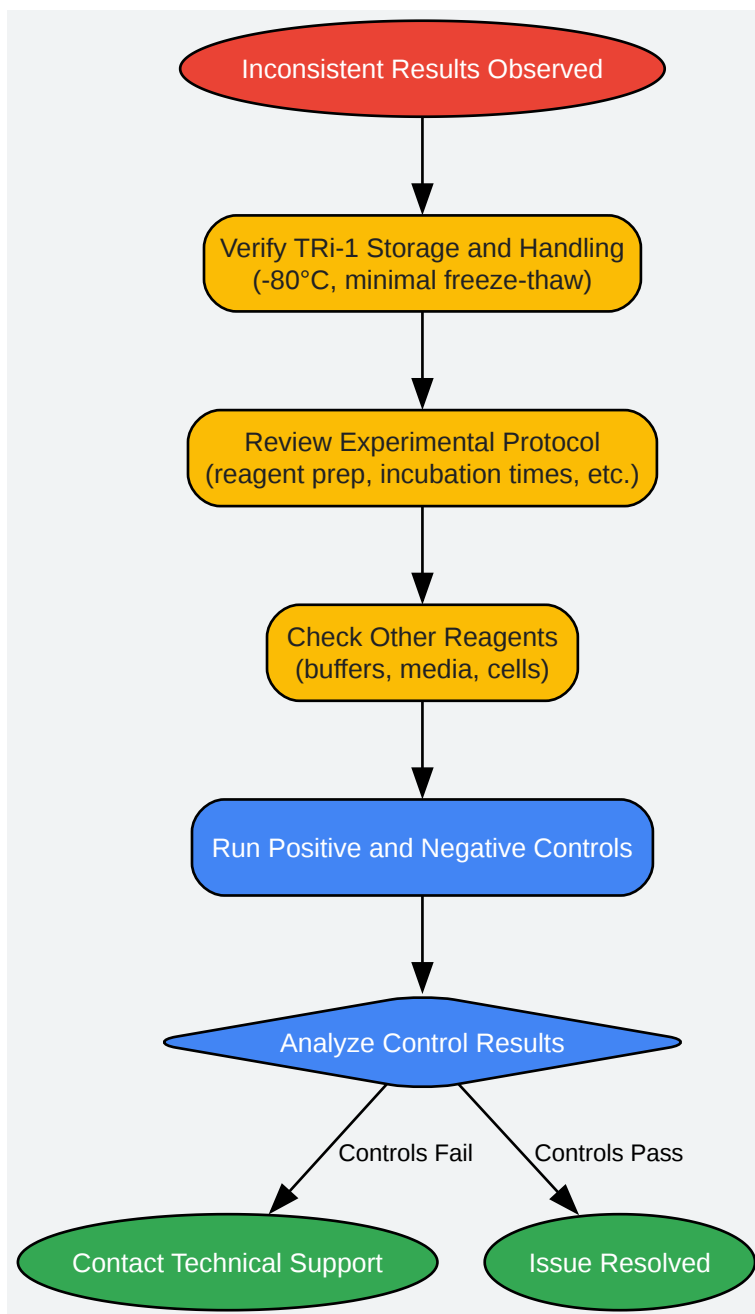 Inconsistent Results Observed
Verify TRi-1 Storage and Handling
(-80°C, minimal freeze-thaw)
Review Experimental Protocol
(reagent prep, incubation times, etc.)
Check Other Reagents
(buffers, media, cells)
Run Positive and Negative Controls
Analyze Control Results
Controls Fail
Controls Pass
Contact Technical Support
Issue Resolved